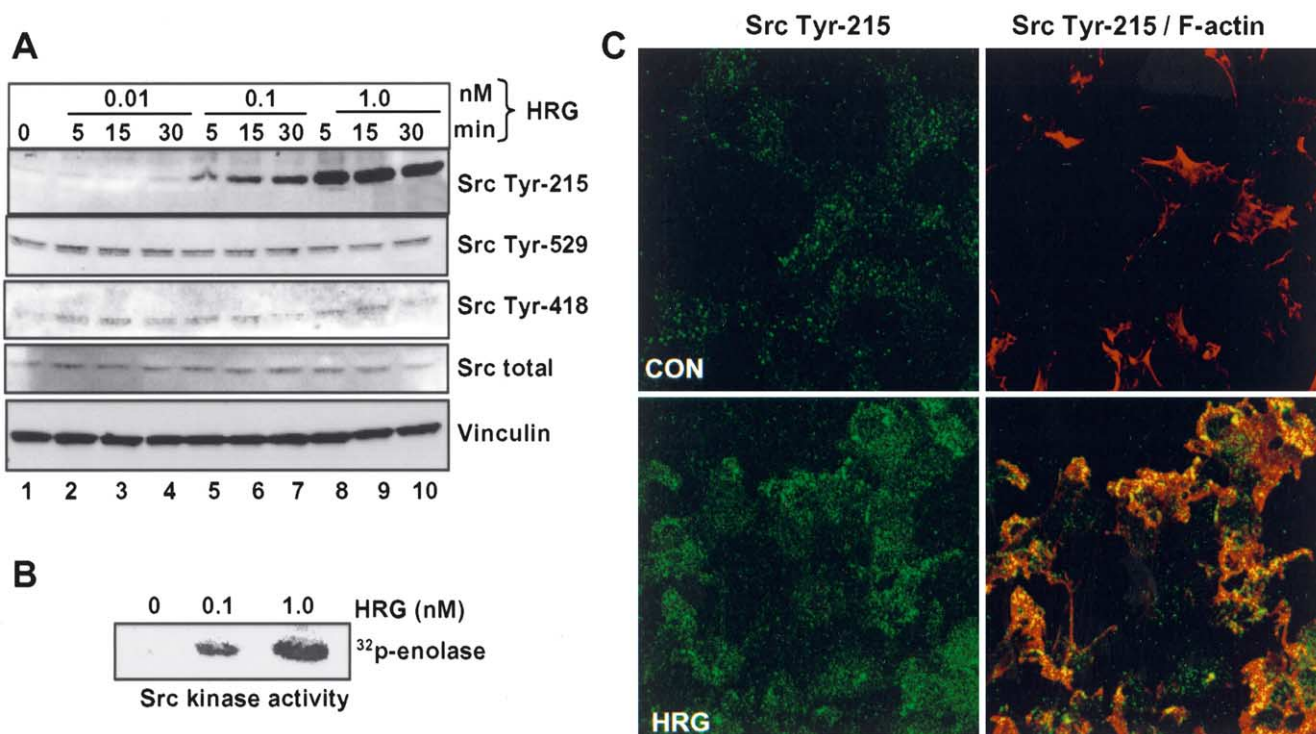 A
0.01 0.1 1.0 nM
0 5 15 30 5 15 30 5 15 30 min
HRG
Src Tyr-215
Src Tyr-529
Src Tyr-418
Src total
Vinculin
1 2 3 4 5 6 7 8 9 10
B
0 0.1 1.0 HRG (nM)
³²p-enolase
Src kinase activity
C
Src Tyr-215 Src Tyr-215 / F-actin
CON
HRG